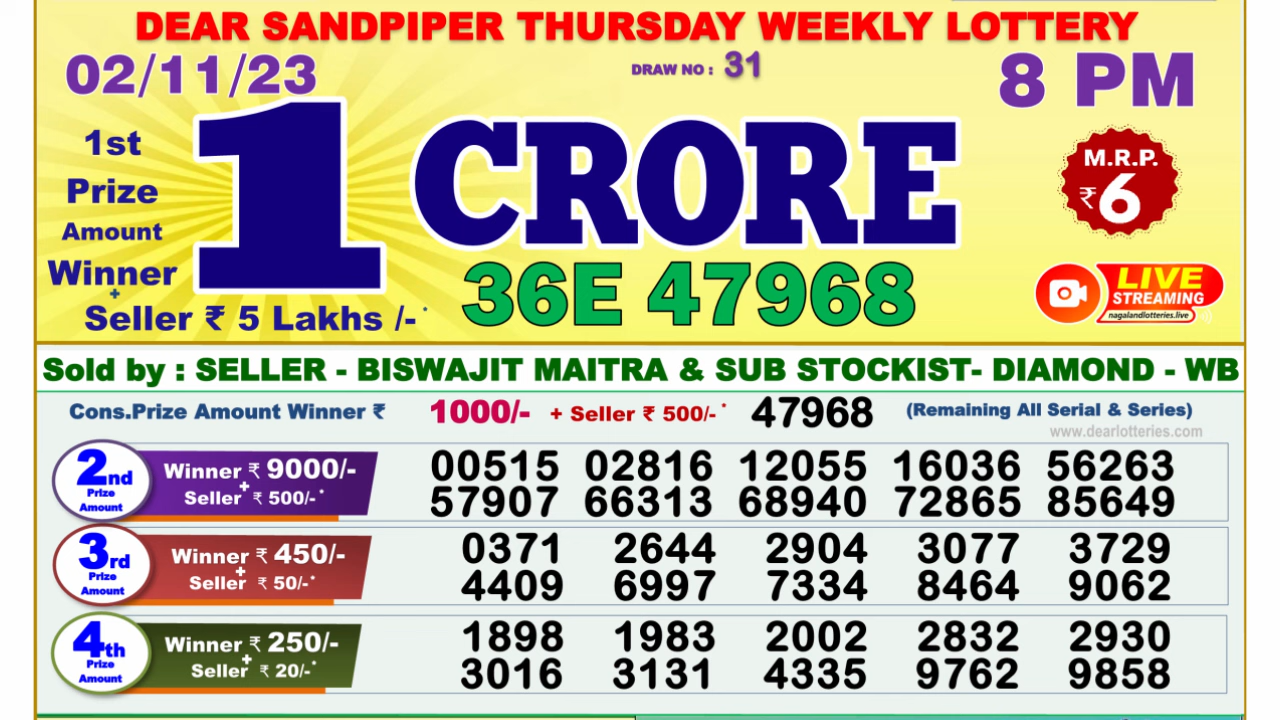 DEAR SANDPIPER THURSDAY WEEKLY LOTTERY
02/11/23
DRAW NO : 31
8 PM
1st
Prize
Amount
Winner
+
Seller ₹ 5 Lakhs /-*
1 CRORE
36E 47968
M.R.P.
₹6
LIVE
STREAMING
nagalandlotteries.live
Sold by : SELLER - BISWAJIT MAITRA & SUB STOCKIST- DIAMOND - WB
Cons.Prize Amount Winner ₹ 1000/- + Seller ₹ 500/-* 47968 (Remaining All Serial & Series)
www.dearlotteries.com
2nd
Prize
Amount
Winner ₹ 9000/-
+
Seller ₹ 500/-*
00515 02816 12055 16036 56263
57907 66313 68940 72865 85649
3rd
Prize
Amount
Winner ₹ 450/-
+
Seller ₹ 50/-*
0371 2644 2904 3077 3729
4409 6997 7334 8464 9062
4th
Prize
Amount
Winner ₹ 250/-
+
Seller ₹ 20/-*
1898 1983 2002 2832 2930
3016 3131 4335 9762 9858